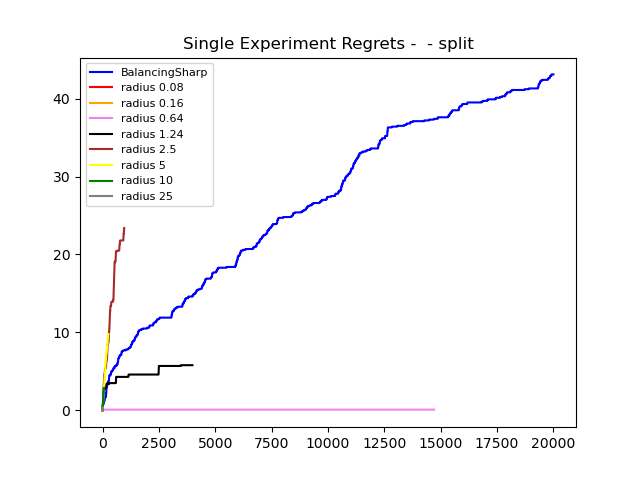 Single Experiment Regrets -  - split
BalancingSharp
radius 0.08
radius 0.16
radius 0.64
radius 1.24
radius 2.5
radius 5
radius 10
radius 25
40
30
20
10
0
0 2500 5000 7500 10000 12500 15000 17500 20000